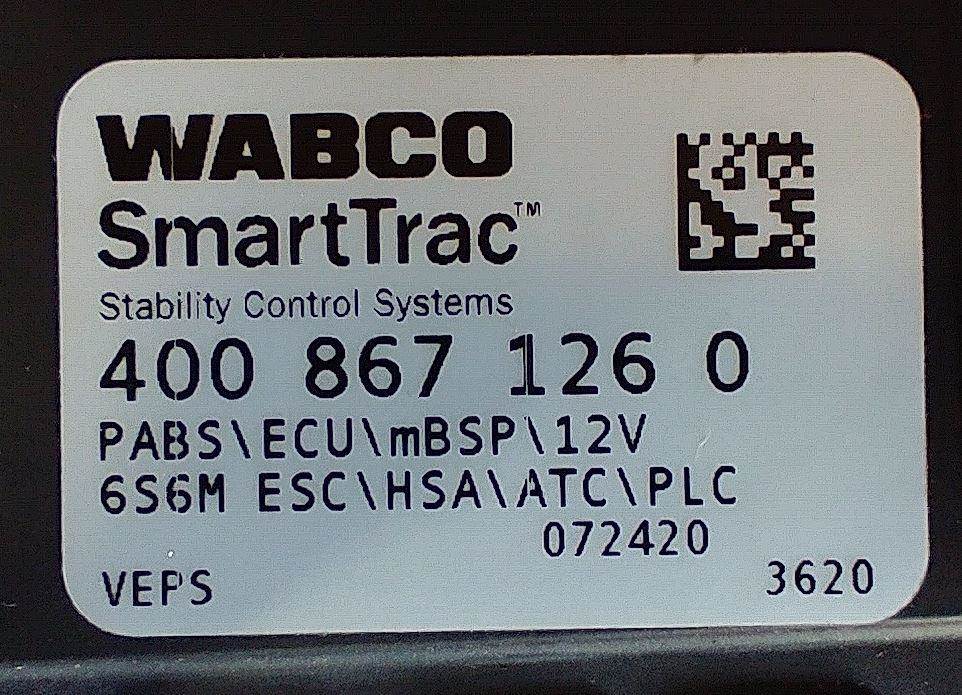 WABCO
SmartTrac™
Stability Control Systems
400 867 126 0
PABS\ECU\mBSP\12V
6S6M ESC\HSA\ATC\PLC
072420
VEPS
3620